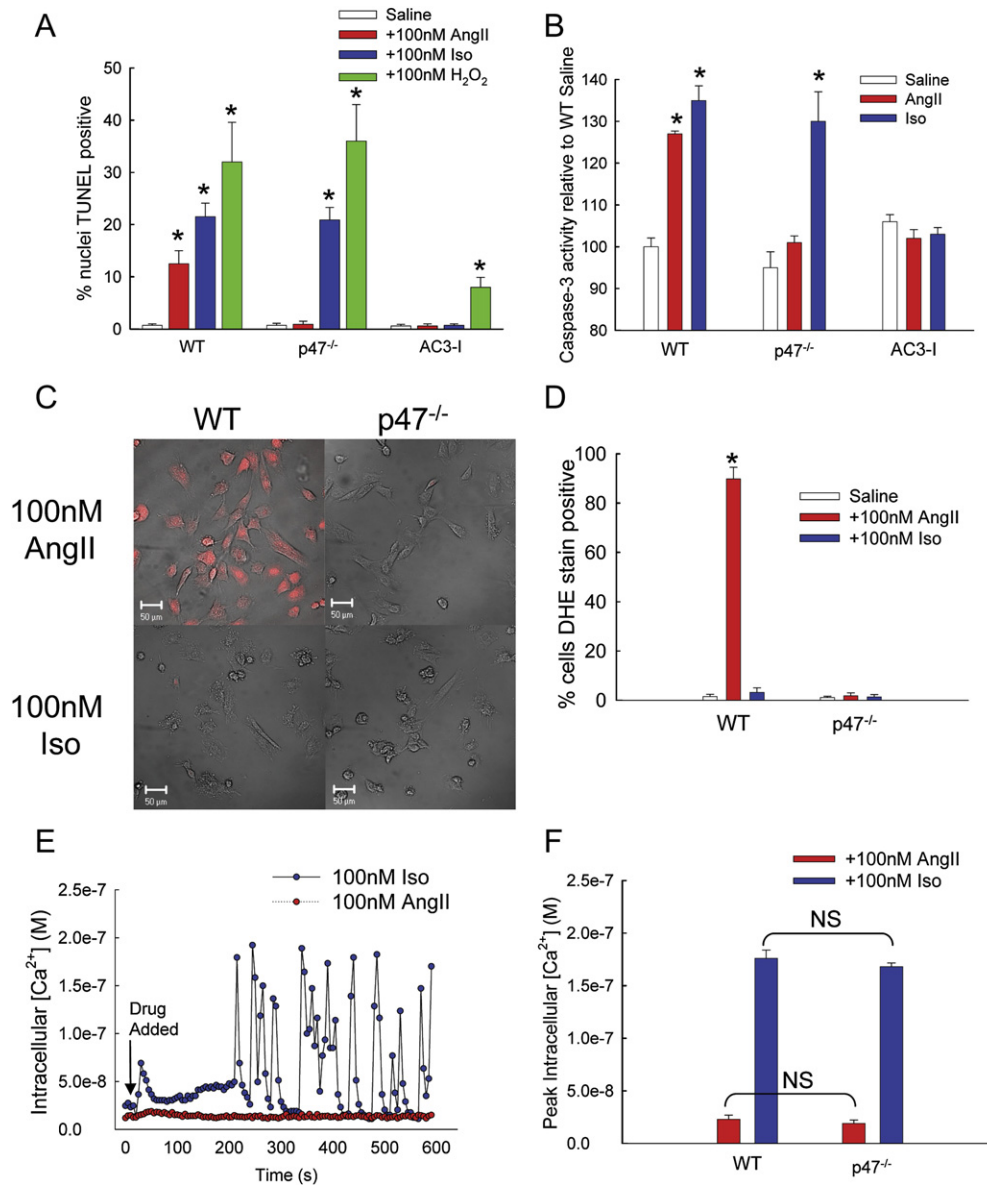 A
Saline
+100nM AngII
+100nM Iso
+100nM H₂O₂
% nuclei TUNEL positive
50
40
30
20
10
0
* * * * * *
WT p47⁻/⁻ AC3-I
B
Saline
AngII
Iso
Caspase-3 activity relative to WT Saline
140
130
120
110
100
90
80
* * *
WT p47⁻/⁻ AC3-I
C
WT p47⁻/⁻
100nM
AngII
100nM
Iso
50 µm
50 µm
50 µm
50 µm
D
Saline
+100nM AngII
+100nM Iso
% cells DHE stain positive
100
80
60
40
20
0
*
WT p47⁻/⁻
E
100nM Iso
100nM AngII
Intracellular [Ca²⁺] (M)
2.5e-7
2.0e-7
1.5e-7
1.0e-7
5.0e-8
0.0
Drug
Added
0 100 200 300 400 500 600
Time (s)
F
+100nM AngII
+100nM Iso
Peak Intracellular [Ca²⁺] (M)
2.5e-7
2.0e-7
1.5e-7
1.0e-7
5.0e-8
0.0
NS
NS
WT p47⁻/⁻